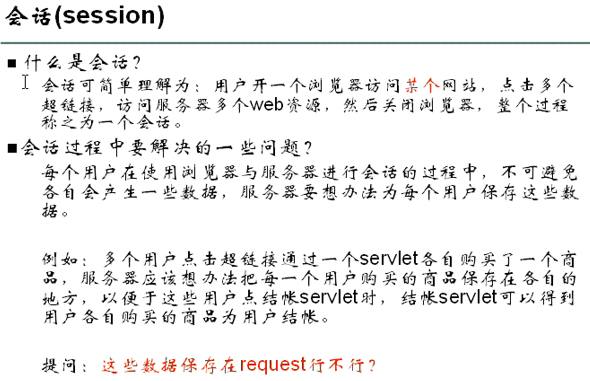 会话(session)
■ 什么是会话?
会话可简单理解为：用户开一个浏览器访问某个网站，点击多个
超链接，访问服务器多个web资源，然后关闭浏览器，整个过程
称之为一个会话。
■会话过程中要解决的一些问题?
每个用户在使用浏览器与服务器进行会话的过程中，不可避免
各自会产生一些数据，服务器要想办法为每个用户保存这些数
据。
例如：多个用户点击超链接通过一个servlet各自购买了一个商
品，服务器应该想办法把每一个用户购买的商品保存在各自的
地方，以便于这些用户点结帐servlet时，结帐servlet可以得到
用户各自购买的商品为用户结帐。
提问：这些数据保存在request行不行?